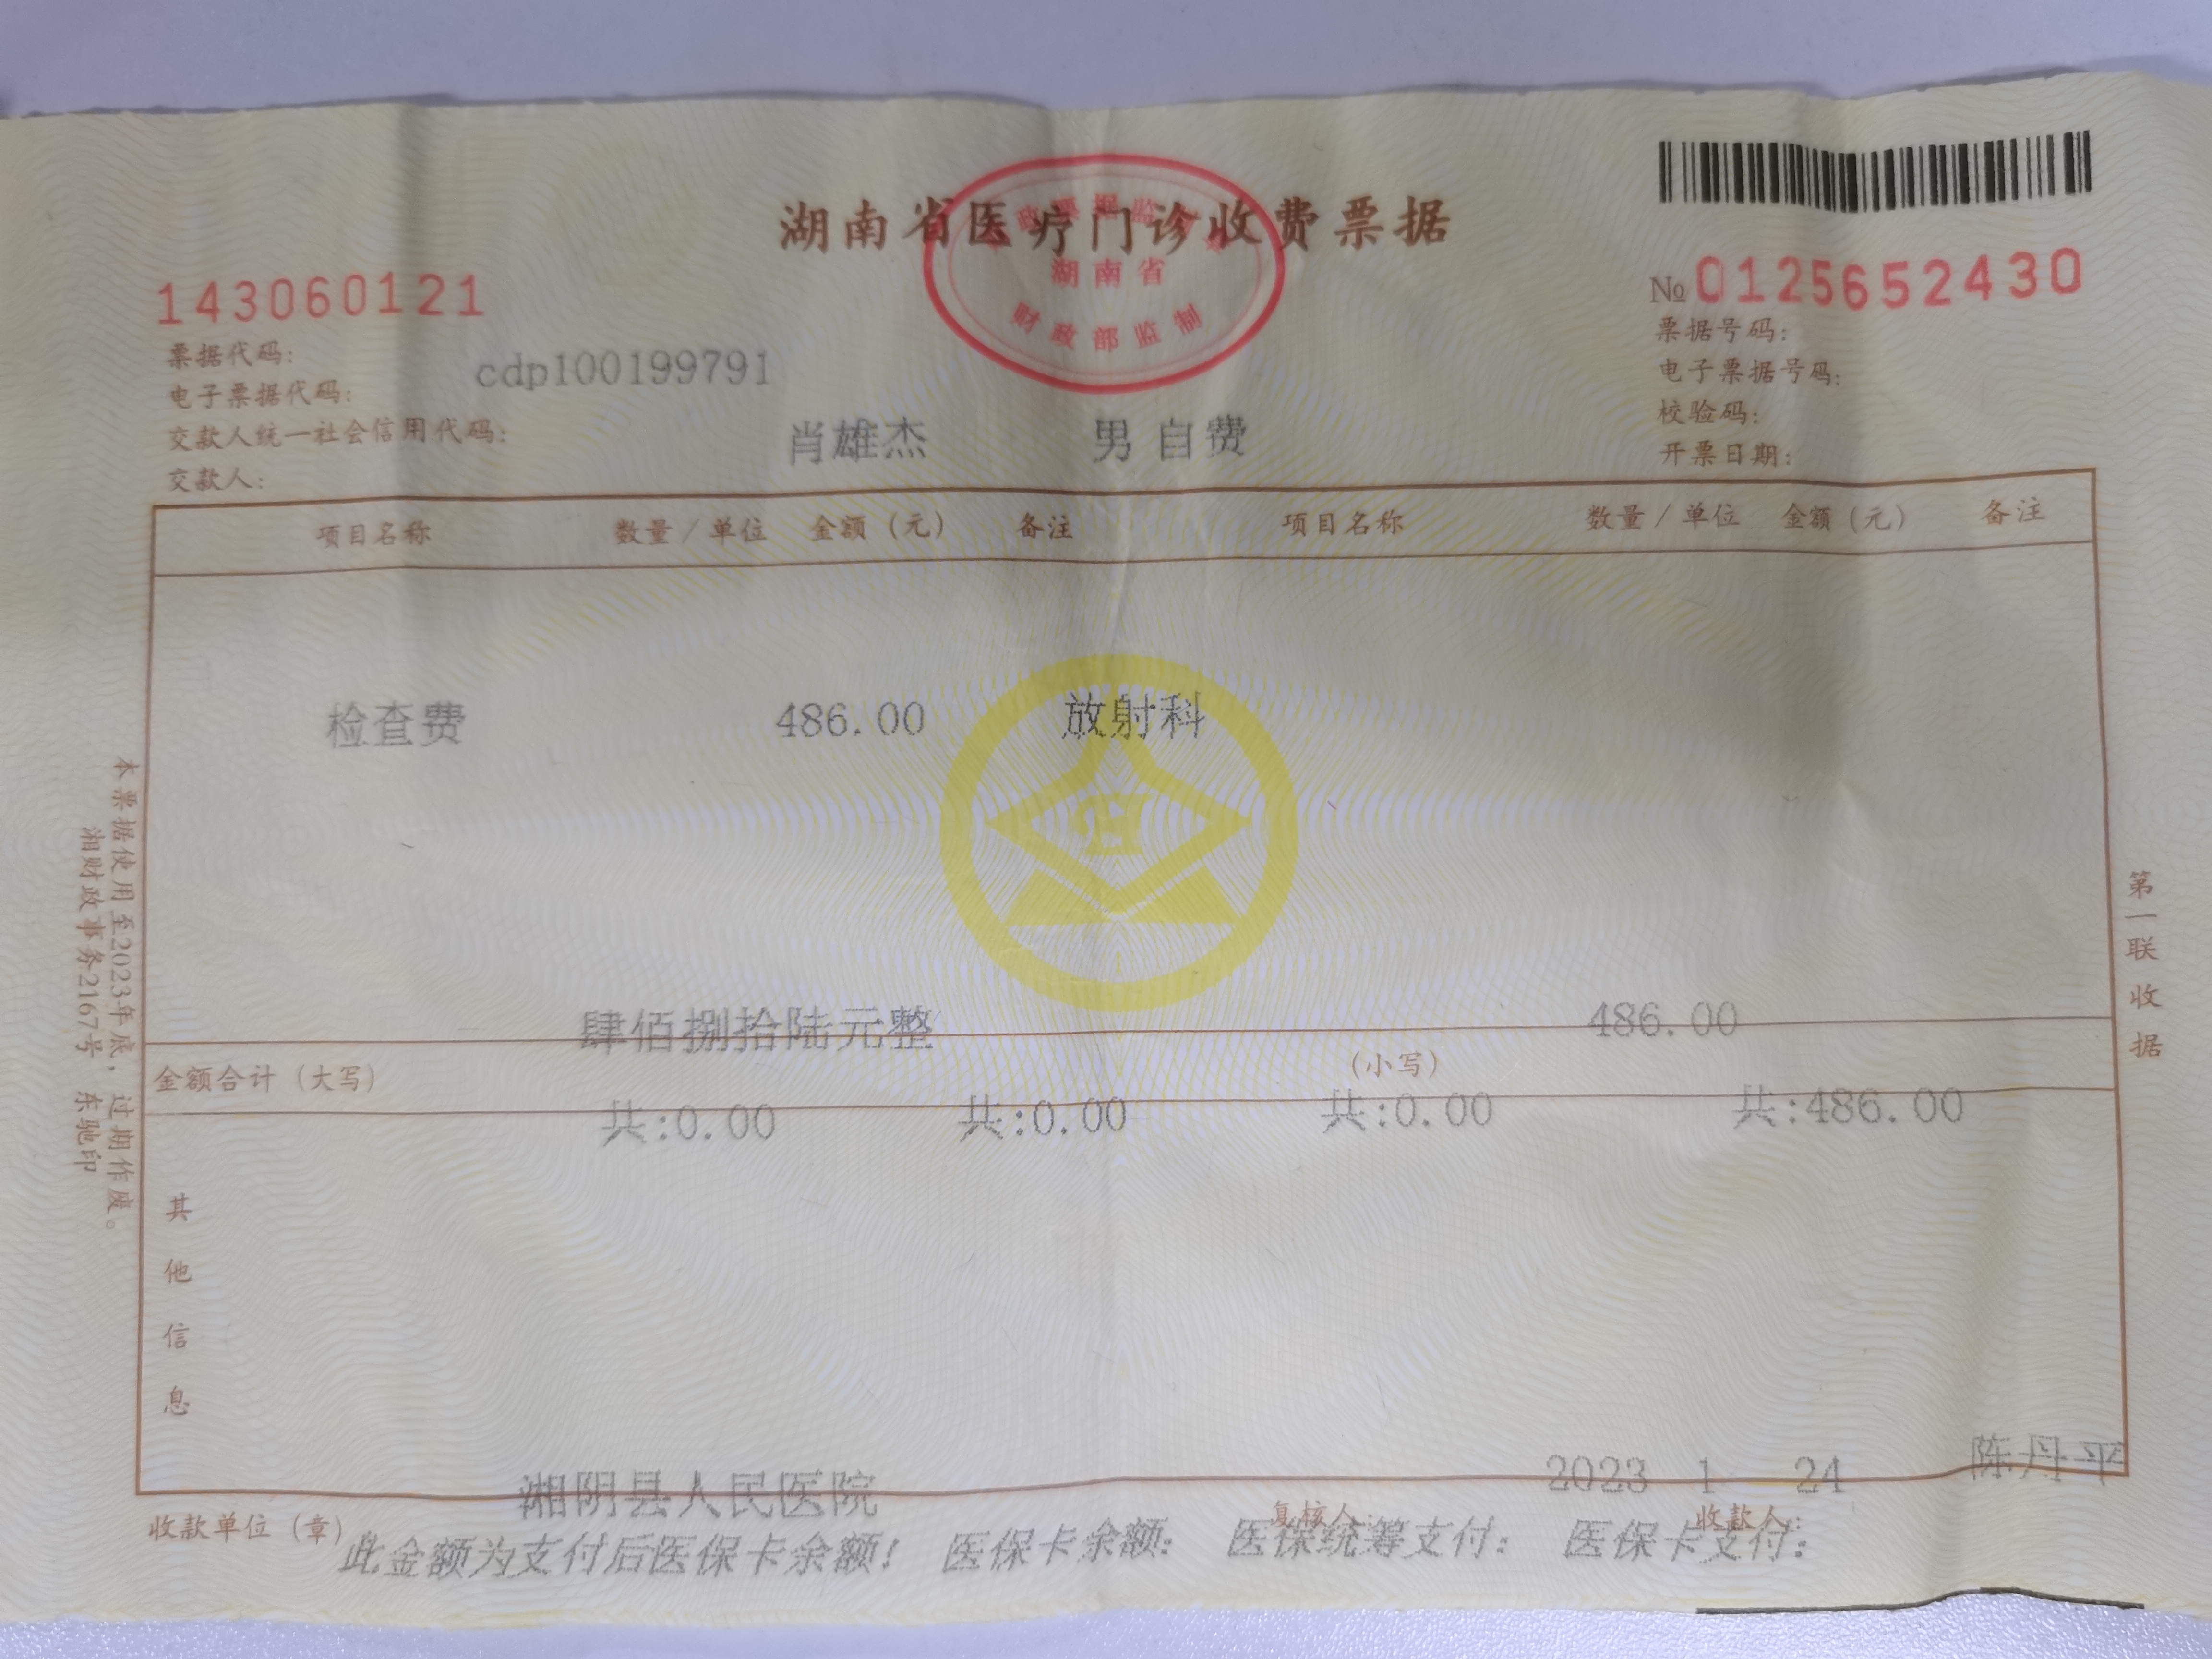 湖南省医疗门诊收费票据
湖南省
财政部监制
143060121
№ 0125652430
票据代码:
票据号码:
电子票据代码:
cdp100199791
电子票据号码:
交款人统一社会信用代码:
校验码:
交款人:
肖雄杰 男 自费
开票日期:
项目名称 数量/单位 金额(元) 备注 项目名称 数量/单位 金额(元) 备注
检查费 486.00 放射科
肆佰捌拾陆元整 486.00
金额合计(大写) (小写)
共:0.00 共:0.00 共:0.00 共:486.00
其他信息
湘阴县人民医院 2023 1 24 陈丹平
收款单位(章) 复核人: 收款人:
此金额为支付后医保卡余额! 医保卡余额: 医保统筹支付: 医保卡支付:
本票据使用至2023年底,过期作废。
湘财政事务2167号 东驰印
第一联收据